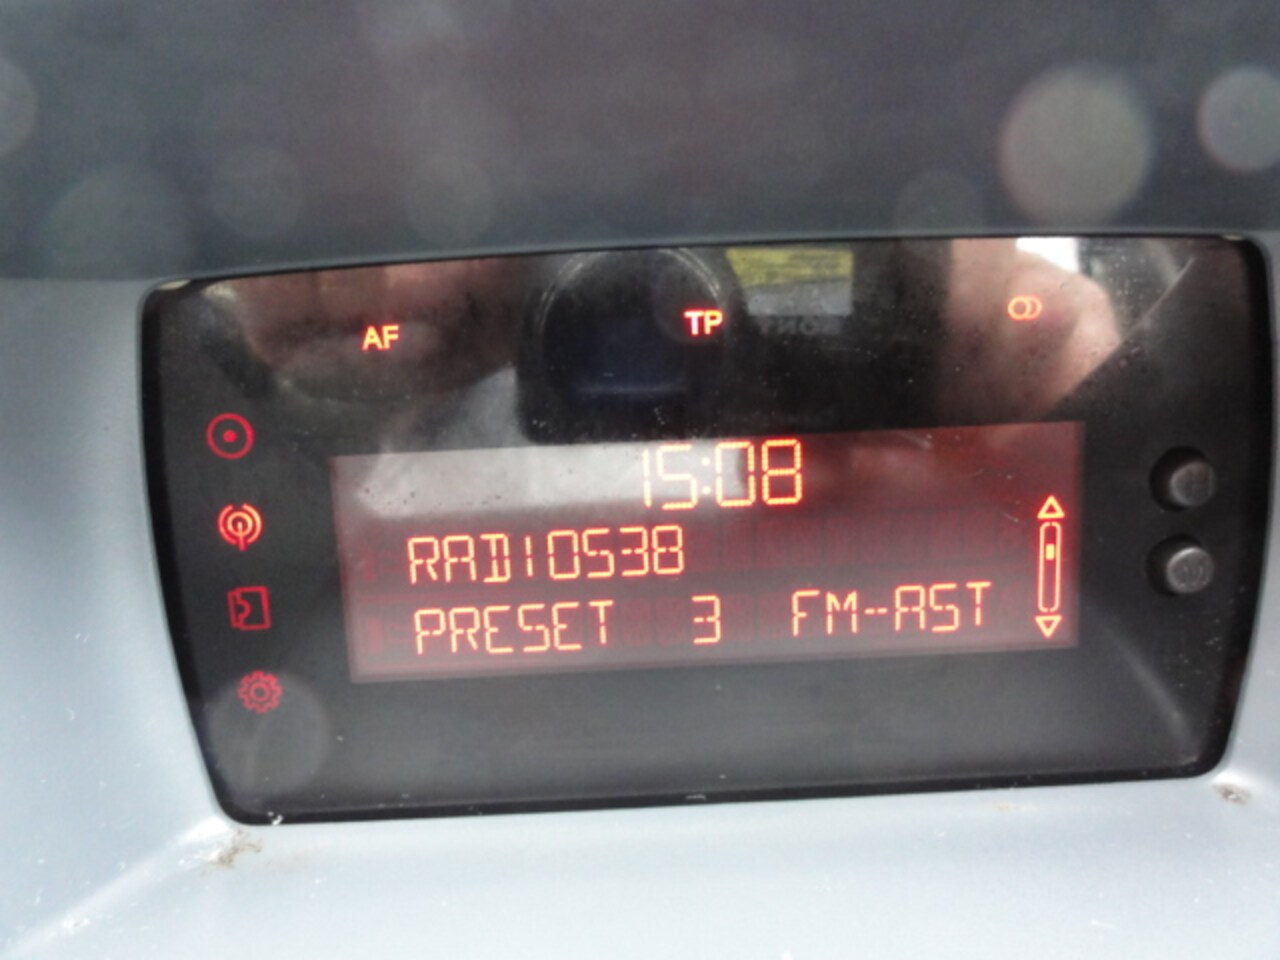 AF TP
15:08
RADIO538
PRESET 3 FM--AST